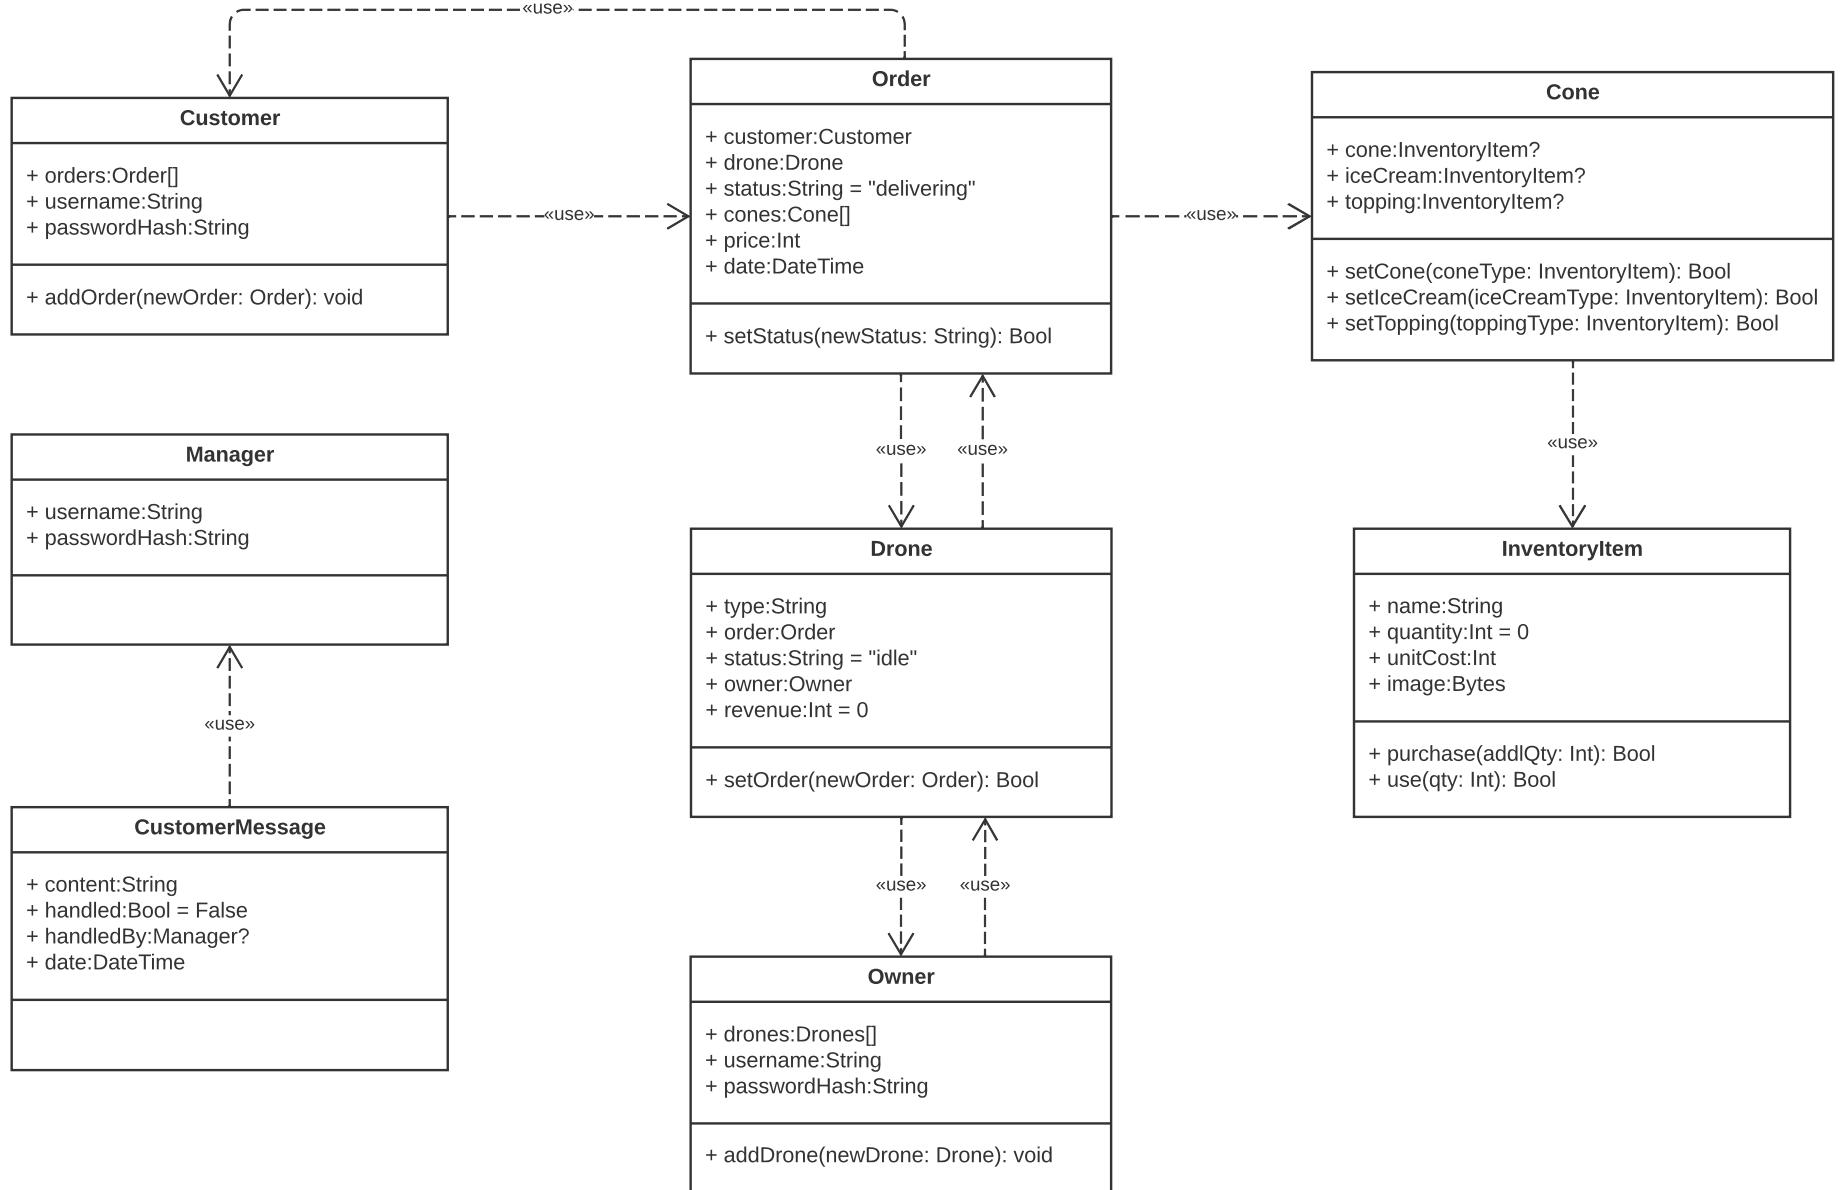 «use»
Customer
+ orders:Order[]
+ username:String
+ passwordHash:String
+ addOrder(newOrder: Order): void
«use»
Order
+ customer:Customer
+ drone:Drone
+ status:String = "delivering"
+ cones:Cone[]
+ price:Int
+ date:DateTime
+ setStatus(newStatus: String): Bool
«use»
Cone
+ cone:InventoryItem?
+ iceCream:InventoryItem?
+ topping:InventoryItem?
+ setCone(coneType: InventoryItem): Bool
+ setIceCream(iceCreamType: InventoryItem): Bool
+ setTopping(toppingType: InventoryItem): Bool
«use»
«use»
«use»
Manager
+ username:String
+ passwordHash:String
«use»
Drone
+ type:String
+ order:Order
+ status:String = "idle"
+ owner:Owner
+ revenue:Int = 0
+ setOrder(newOrder: Order): Bool
InventoryItem
+ name:String
+ quantity:Int = 0
+ unitCost:Int
+ image:Bytes
+ purchase(addlQty: Int): Bool
+ use(qty: Int): Bool
CustomerMessage
+ content:String
+ handled:Bool = False
+ handledBy:Manager?
+ date:DateTime
«use»
«use»
Owner
+ drones:Drones[]
+ username:String
+ passwordHash:String
+ addDrone(newDrone: Drone): void